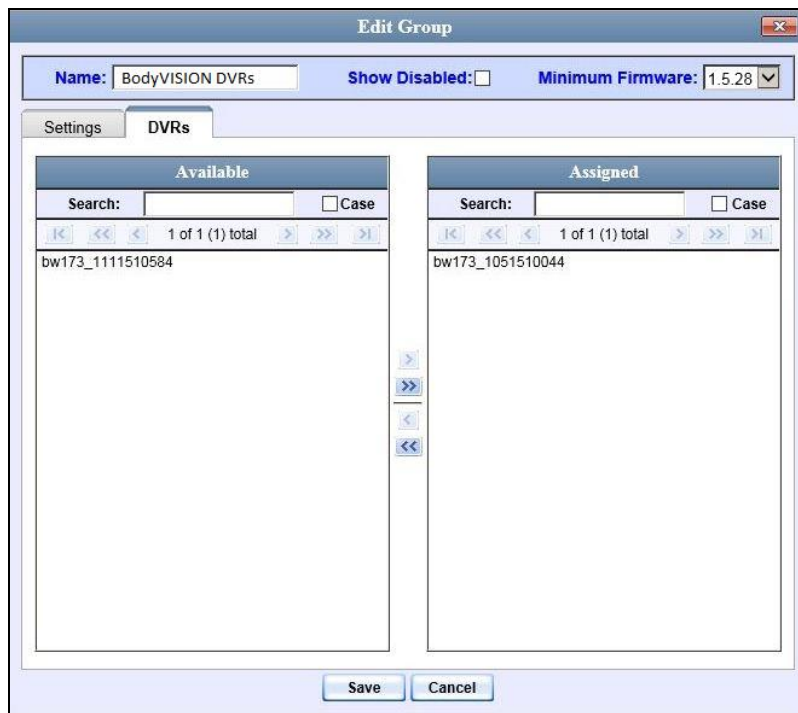 Edit Group
Name: BodyVISION DVRs Show Disabled: Minimum Firmware: 1.5.28
Settings DVRs
Available
Search: Case
|< << < 1 of 1 (1) total > >> >|
bw173_1111510584
Assigned
Search: Case
|< << < 1 of 1 (1) total > >> >|
bw173_1051510044
>
>>
<
<<
Save Cancel